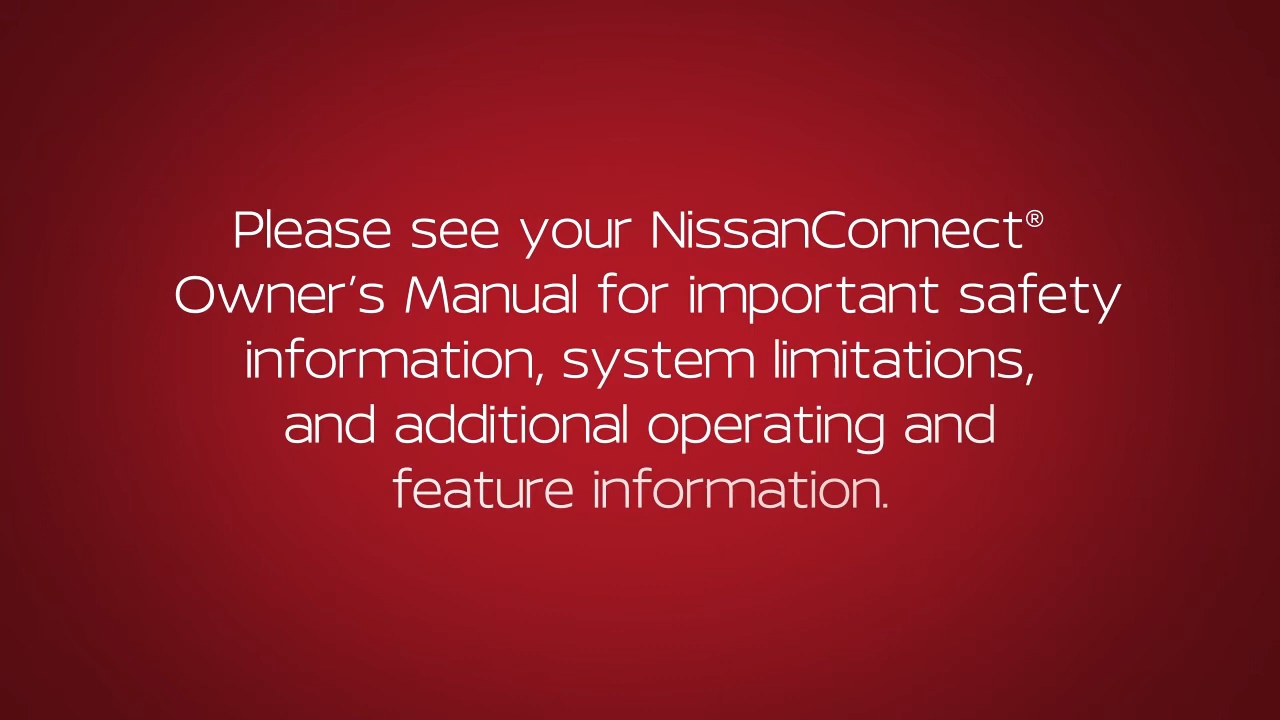 Please see your NissanConnect®
Owner’s Manual for important safety
information, system limitations,
and additional operating and
feature information.